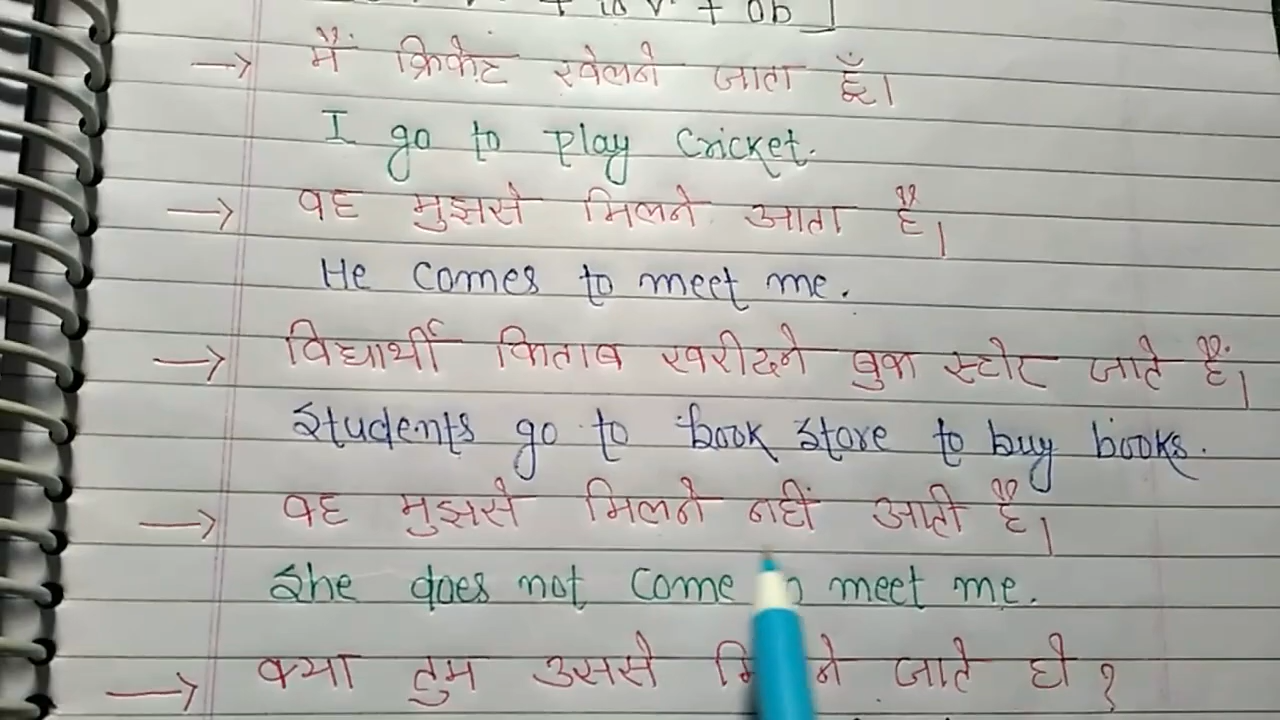 + ob ]
→ मैं क्रिकेट खेलने जाता हूँ।
I go to play cricket.
→ वह मुझसे मिलने आता है।
He comes to meet me.
→ विद्यार्थी किताब खरीदने बुक स्टोर जाते हैं।
Students go to book store to buy books.
→ वह मुझसे मिलने नहीं आती है।
She does not come meet me.
→ क्या तुम उससे जाते हो ?